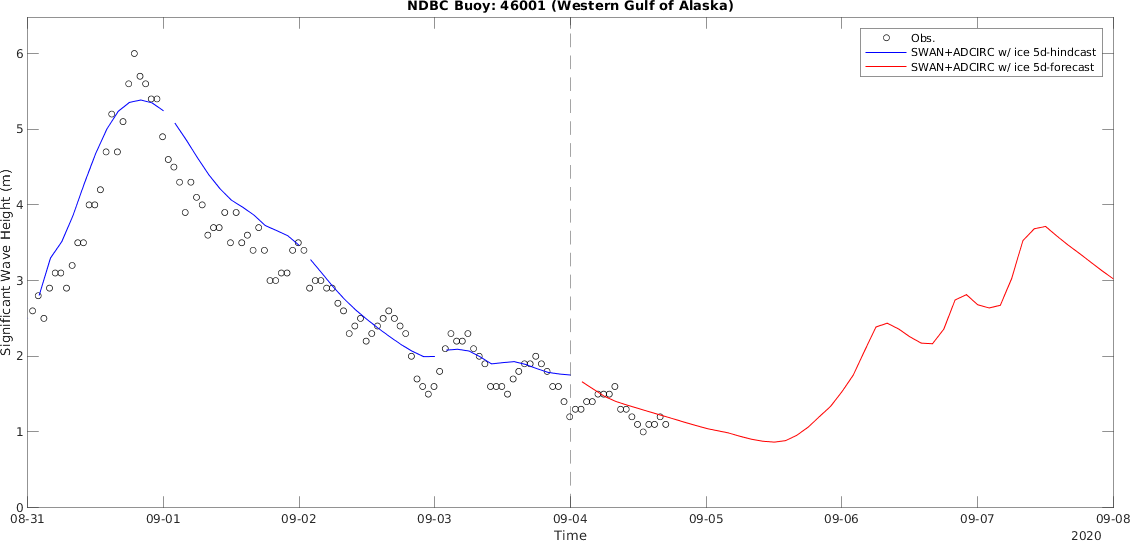 NDBC Buoy: 46001 (Western Gulf of Alaska)
Obs.
SWAN+ADCIRC w/ ice 5d-hindcast
SWAN+ADCIRC w/ ice 5d-forecast
Significant Wave Height (m)
6
5
4
3
2
1
0
08-31 09-01 09-02 09-03 09-04 09-05 09-06 09-07 09-08
Time
2020